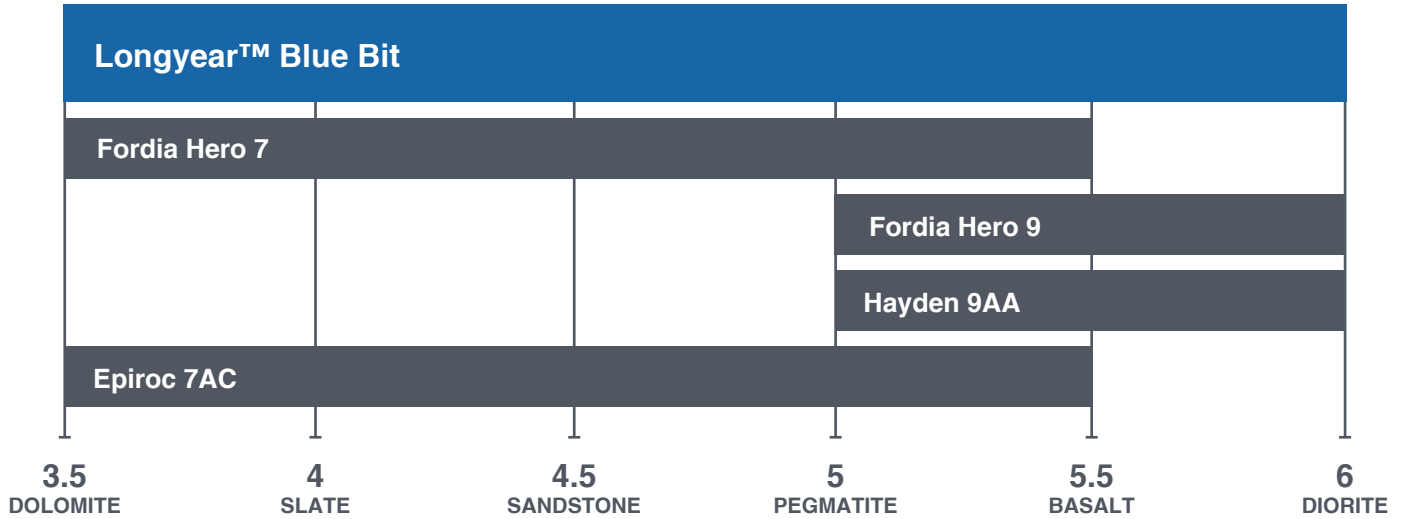 Longyear™ Blue Bit
Fordia Hero 7
Fordia Hero 9
Hayden 9AA
Epiroc 7AC
3.5 4 4.5 5 5.5 6
DOLOMITE SLATE SANDSTONE PEGMATITE BASALT DIORITE